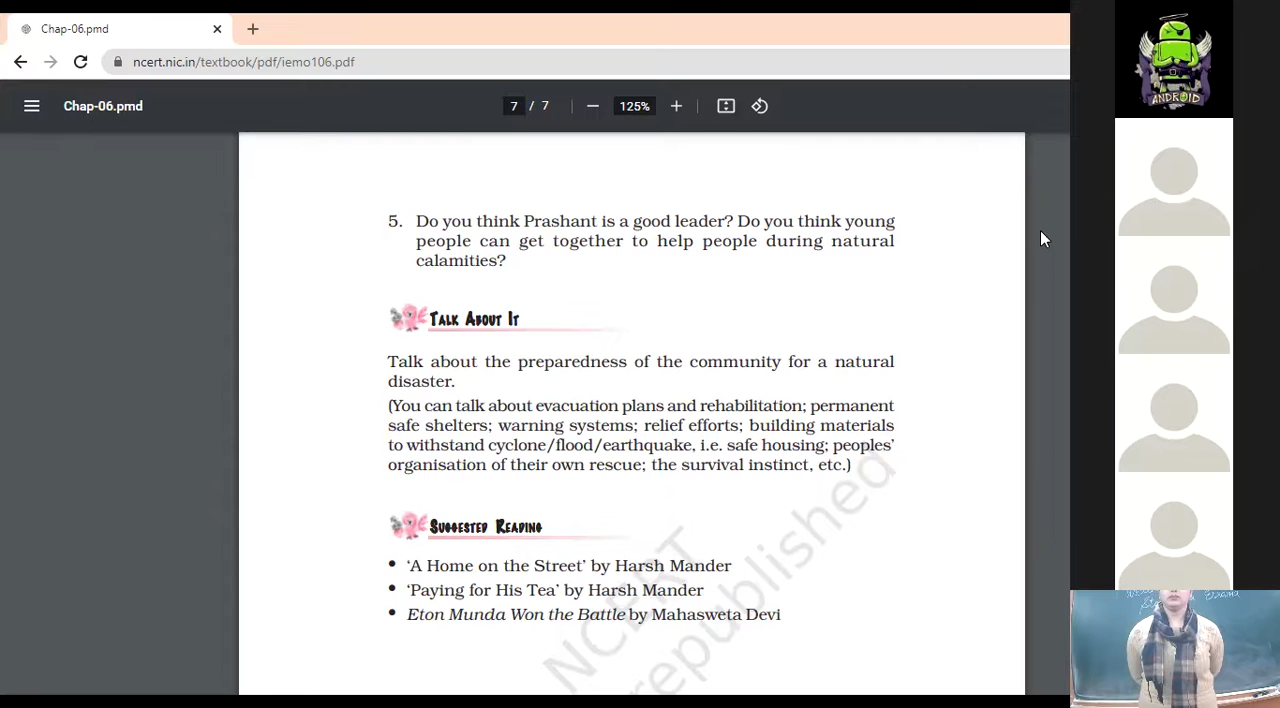 Chap-06.pmd
ncert.nic.in/textbook/pdf/iemo106.pdf
Chap-06.pmd
7 / 7
125%
ANDROID
5. Do you think Prashant is a good leader? Do you think young
people can get together to help people during natural
calamities?
Talk About It
Talk about the preparedness of the community for a natural
disaster.
(You can talk about evacuation plans and rehabilitation; permanent
safe shelters; warning systems; relief efforts; building materials
to withstand cyclone/flood/earthquake, i.e. safe housing; peoples’
organisation of their own rescue; the survival instinct, etc.)
Suggested Reading
• ‘A Home on the Street’ by Harsh Mander
• ‘Paying for His Tea’ by Harsh Mander
• Eton Munda Won the Battle by Mahasweta Devi
NCERT
republished